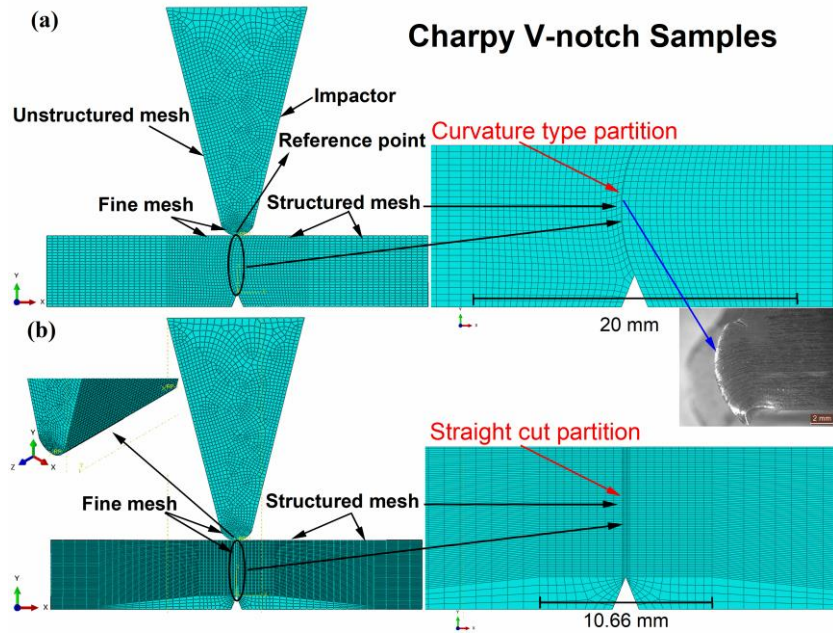 (a)
Charpy V-notch Samples
Unstructured mesh
Impactor
Reference point
Fine mesh
Structured mesh
Curvature type partition
20 mm
2 mm
Y
X
(b)
Fine mesh
Structured mesh
Straight cut partition
10.66 mm
Y
Z
X
Y
X